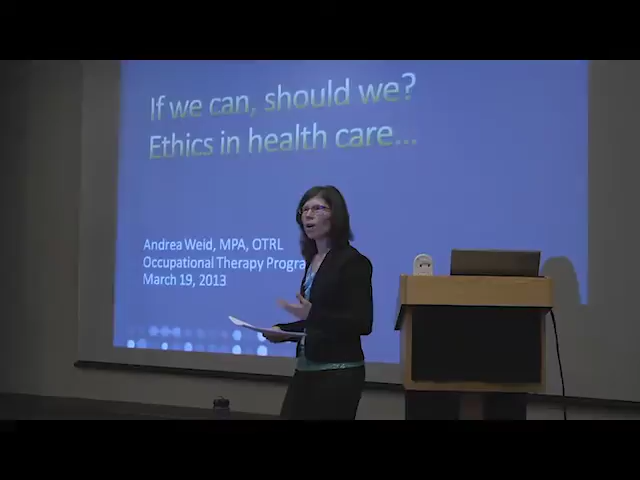 If we can, should we?
Ethics in health care...
Andrea Weid, MPA, OTRL
Occupational Therapy Progra
March 19, 2013